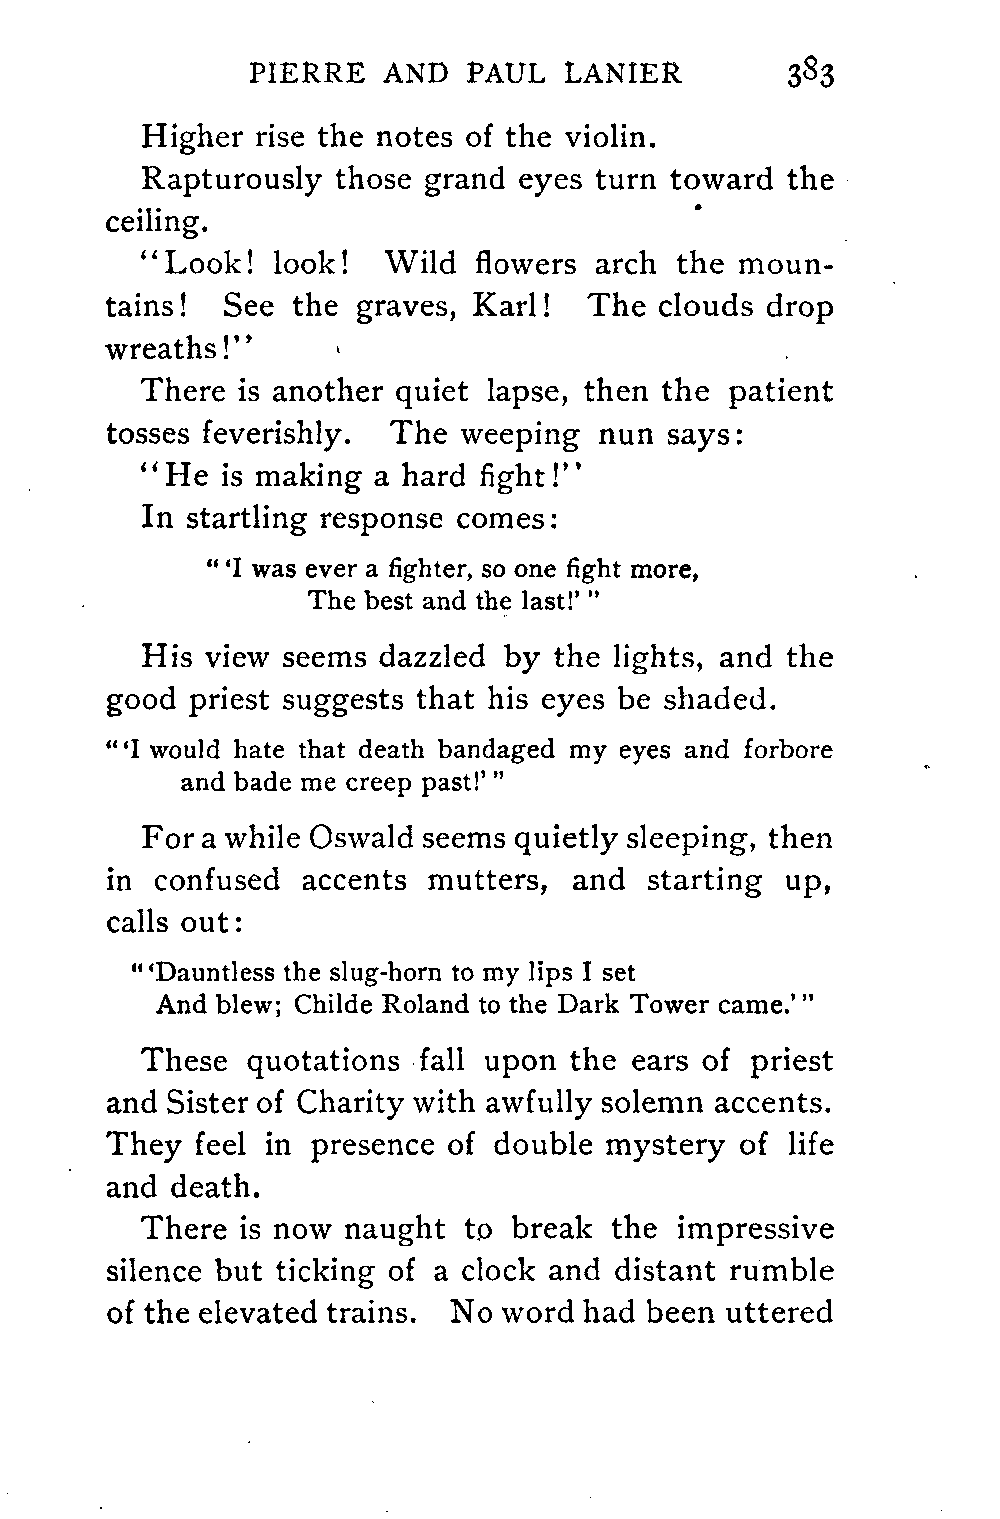 PIERRE AND PAUL LANIER 383
Higher rise the notes of the violin.
Rapturously those grand eyes turn toward the
ceiling.
"Look! look! Wild flowers arch the moun-
tains! See the graves, Karl! The clouds drop
wreaths!"
There is another quiet lapse, then the patient
tosses feverishly. The weeping nun says:
"He is making a hard fight!"
In startling response comes:
"'I was ever a fighter, so one fight more,
The best and the last!'"
His view seems dazzled by the lights, and the
good priest suggests that his eyes be shaded.
"'I would hate that death bandaged my eyes and forbore
and bade me creep past!'"
For a while Oswald seems quietly sleeping, then
in confused accents mutters, and starting up,
calls out:
"'Dauntless the slug-horn to my lips I set
And blew; Childe Roland to the Dark Tower came.'"
These quotations fall upon the ears of priest
and Sister of Charity with awfully solemn accents.
They feel in presence of double mystery of life
and death.
There is now naught to break the impressive
silence but ticking of a clock and distant rumble
of the elevated trains. No word had been uttered